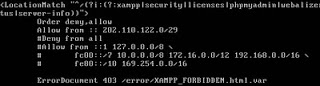 <LocationMatch "^/(?i:(?:xampp|security|licenses|phpmyadmin|webalizer
tus|server-info))">
Order deny,allow
Allow from :: 202.110.122.0/29
#Deny from all
#Allow from ::1 127.0.0.0/8 \
# fc00::/7 10.0.0.0/8 172.16.0.0/12 192.168.0.0/16 \
# fe80::/10 169.254.0.0/16
ErrorDocument 403 /error/XAMPP_FORBIDDEN.html.var